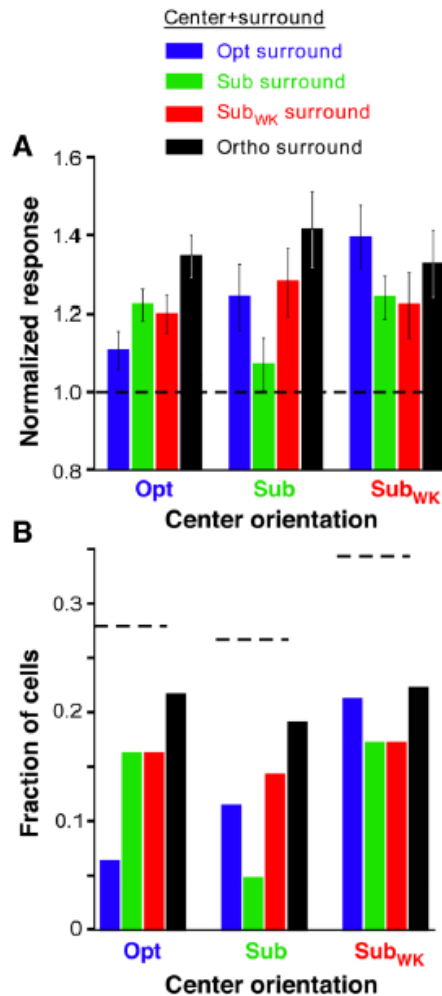 Center+surround
Opt surround
Sub surround
SubWK surround
Ortho surround
A
1.6
1.4
1.2
1.0
0.8
Normalized response
Opt Sub SubWK
Center orientation
B
0.3
0.2
0.1
0
Fraction of cells
Opt Sub SubWK
Center orientation